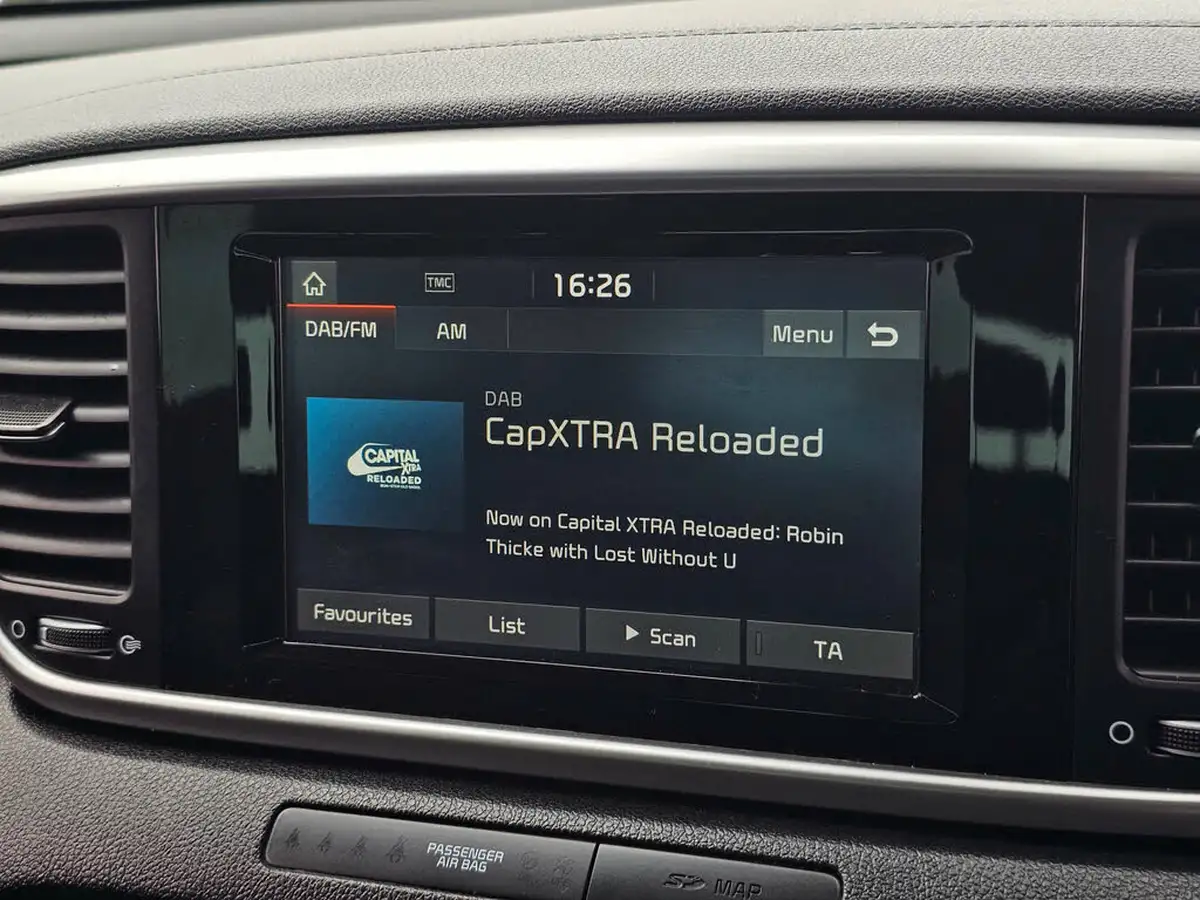 TMC
16:26
DAB/FM
AM
Menu
DAB
CapXTRA Reloaded
CAPITAL
XTRA
RELOADED
Now on Capital XTRA Reloaded: Robin
Thicke with Lost Without U
Favourites
List
Scan
TA
PASSENGER
AIR BAG
SD MAP